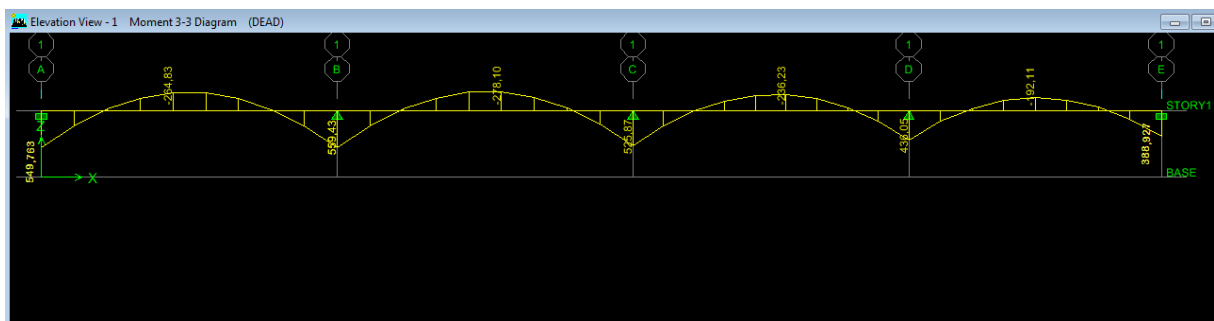 Elevation View - 1 Moment 3-3 Diagram (DEAD)
1 1 1 1 1
A B C D E
-264,83 -278,10 -236,23 -192,11
STORY1
549,763 559,43 525,87 436,05 388,927
Z
X
BASE